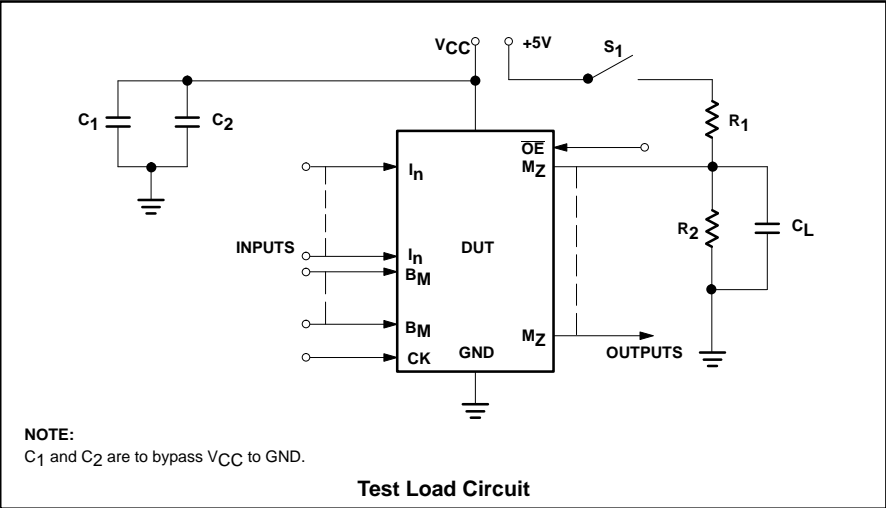 VCC
+5V
S1
C1
C2
R1
OE
In
MZ
R2
CL
INPUTS
In
DUT
BM
BM
MZ
CK
GND
OUTPUTS
NOTE:
C1 and C2 are to bypass VCC to GND.
Test Load Circuit